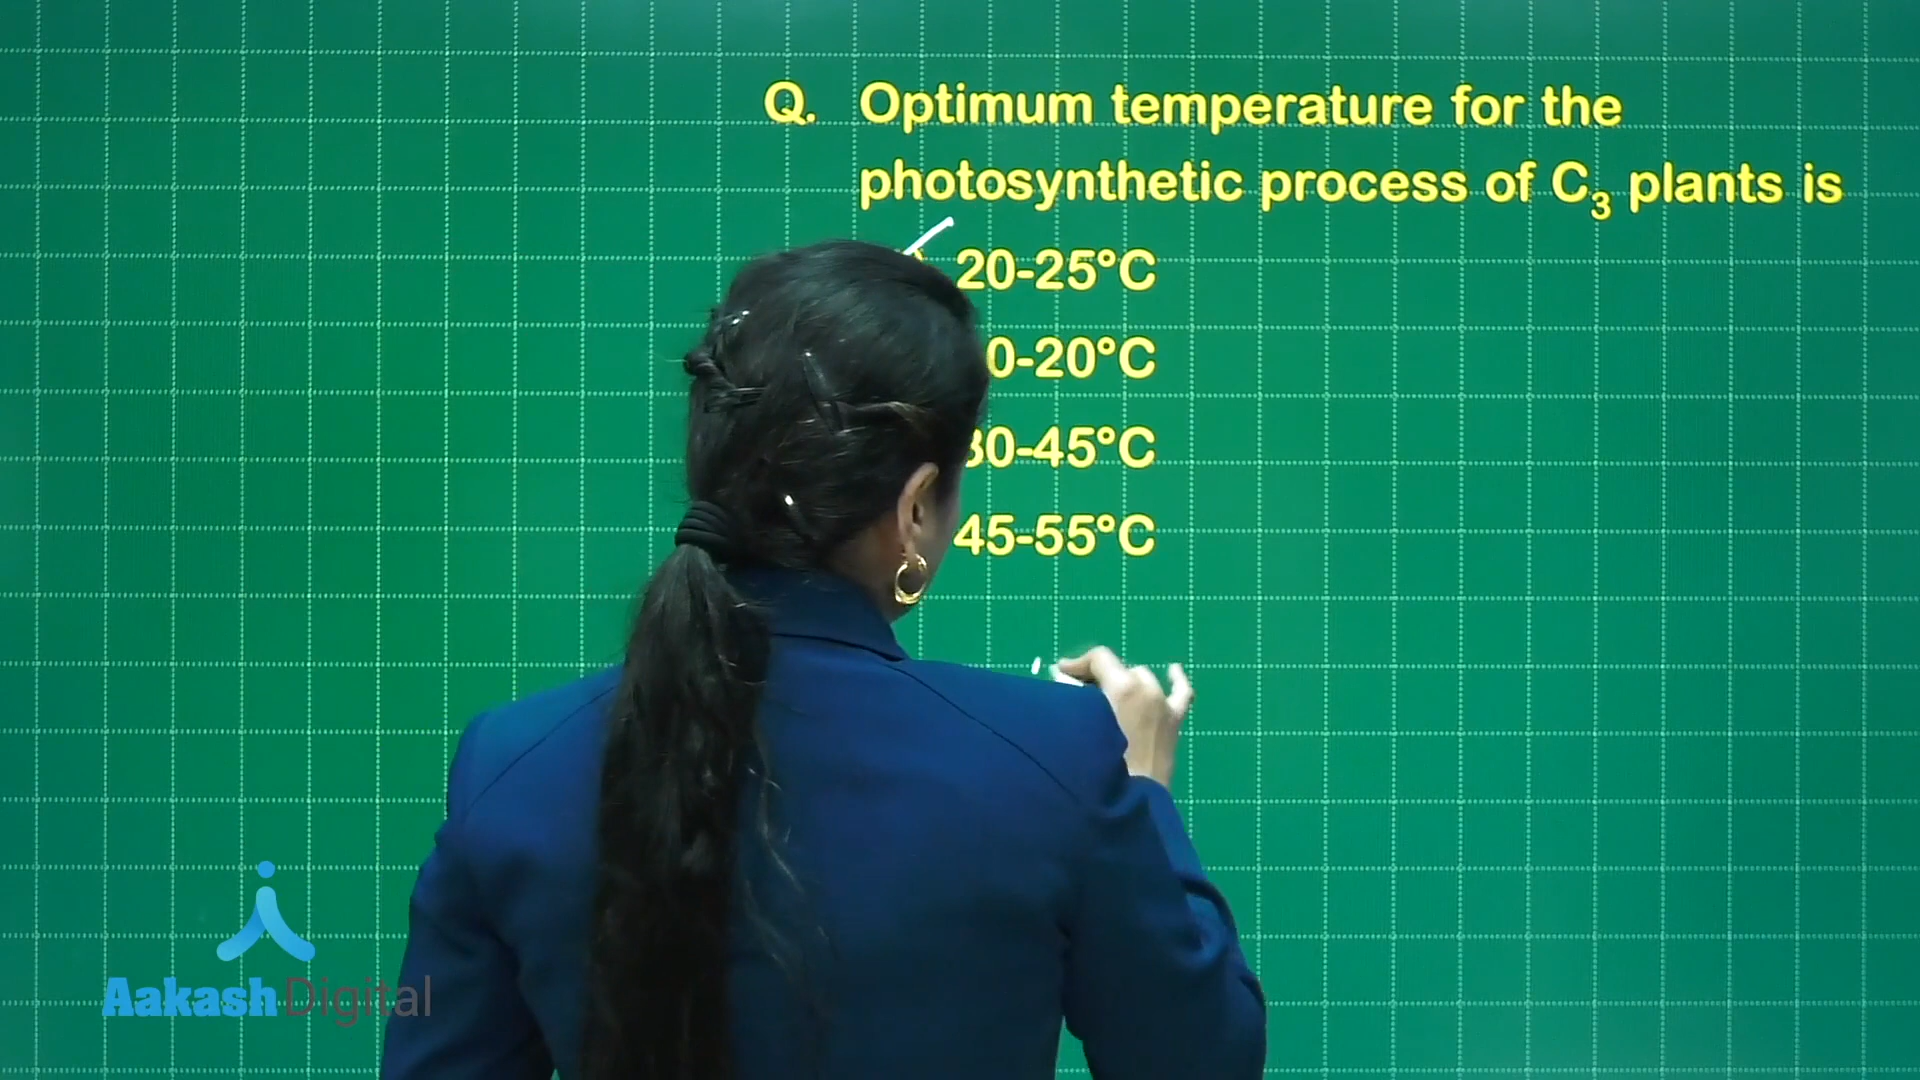 Q. Optimum temperature for the
photosynthetic process of C₃ plants is
20-25°C
0-20°C
30-45°C
45-55°C
Aakash Digital